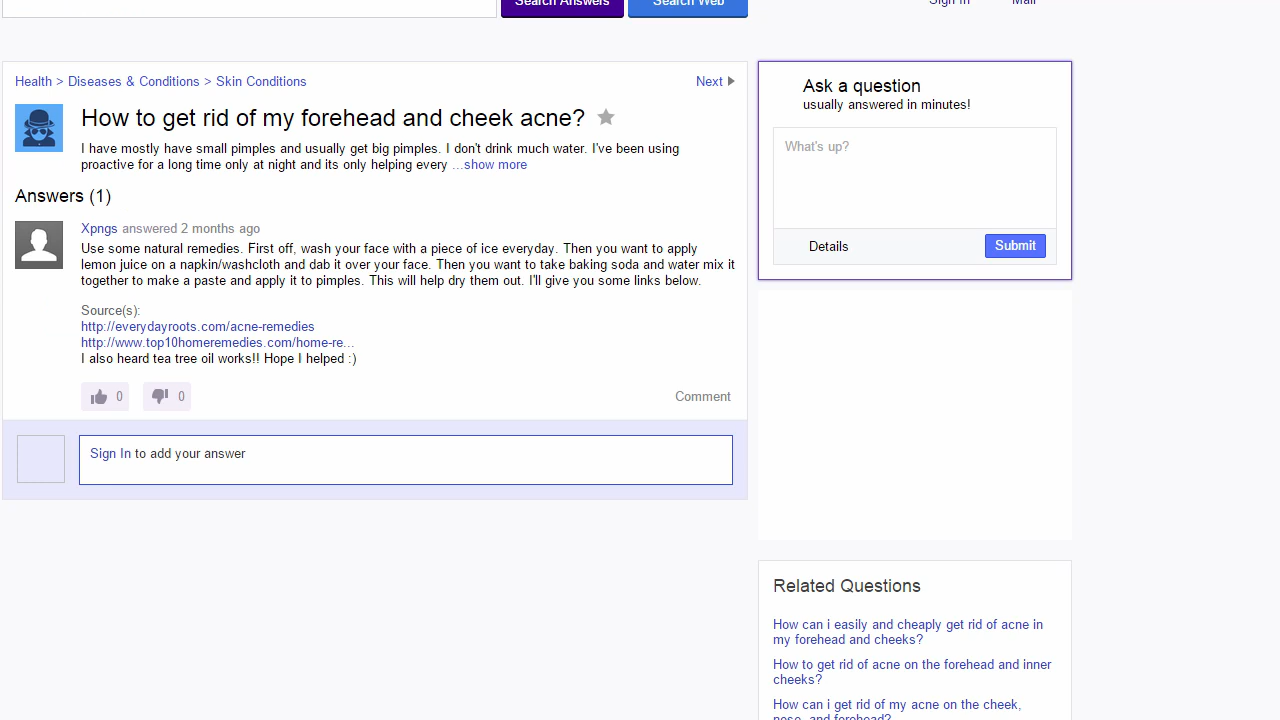 Search Answers
Search Web
Sign In
Mail
Health > Diseases & Conditions > Skin Conditions
Next
How to get rid of my forehead and cheek acne?
I have mostly have small pimples and usually get big pimples. I don't drink much water. I've been using
proactive for a long time only at night and its only helping every ...show more
Answers (1)
Xpngs answered 2 months ago
Use some natural remedies. First off, wash your face with a piece of ice everyday. Then you want to apply
lemon juice on a napkin/washcloth and dab it over your face. Then you want to take baking soda and water mix it
together to make a paste and apply it to pimples. This will help dry them out. I'll give you some links below.
Source(s):
http://everydayroots.com/acne-remedies
http://www.top10homeremedies.com/home-re...
I also heard tea tree oil works!! Hope I helped :)
0
0
Comment
Sign In to add your answer
Ask a question
usually answered in minutes!
What's up?
Details
Submit
Related Questions
How can i easily and cheaply get rid of acne in
my forehead and cheeks?
How to get rid of acne on the forehead and inner
cheeks?
How can i get rid of my acne on the cheek,
nose, and forehead?